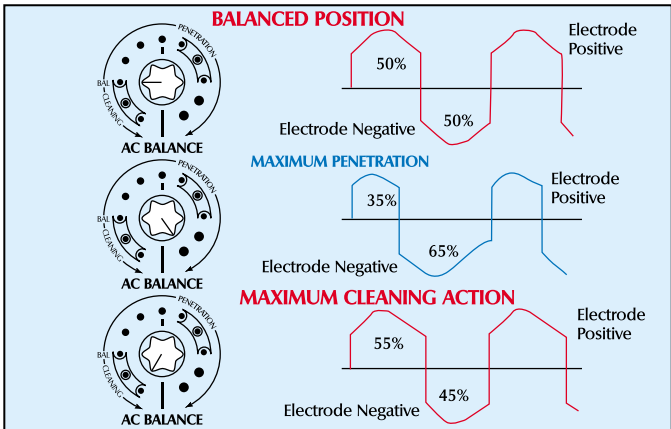 BALANCED POSITION
PENETRATION
BAL
CLEANING
AC BALANCE
50%
50%
Electrode
Positive
Electrode Negative
MAXIMUM PENETRATION
PENETRATION
BAL
CLEANING
AC BALANCE
35%
65%
Electrode
Positive
Electrode Negative
MAXIMUM CLEANING ACTION
PENETRATION
BAL
CLEANING
AC BALANCE
55%
45%
Electrode
Positive
Electrode Negative